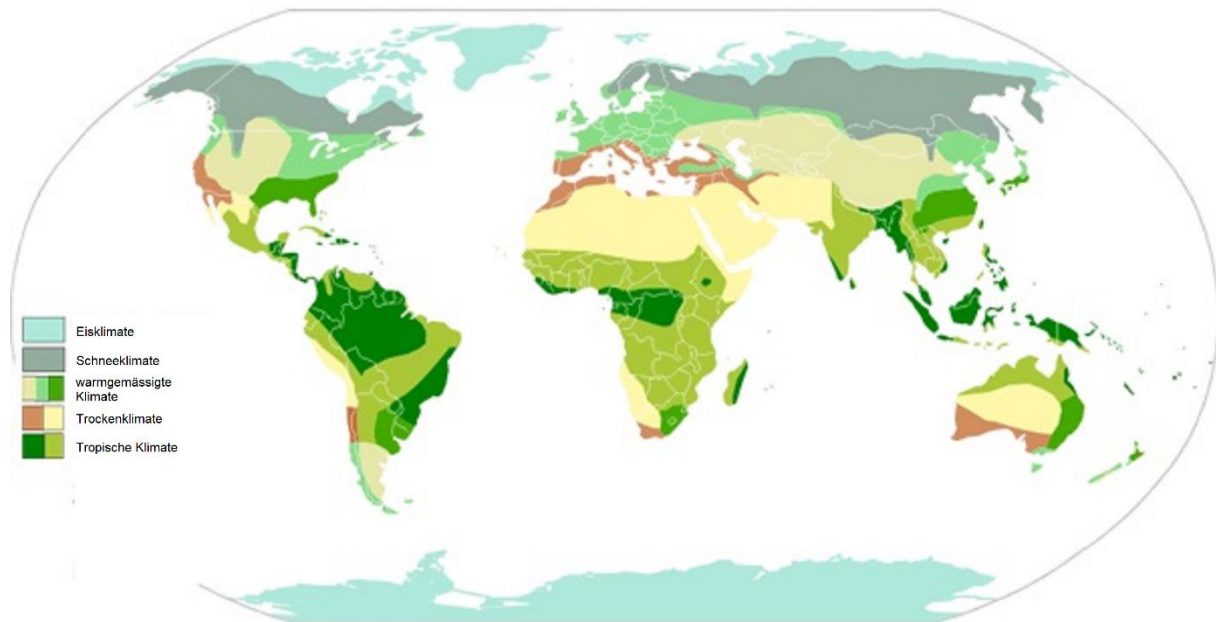 Eisklimate
Schneeklimate
warmgemässigte
Klimate
Trockenklimate
Tropische Klimate